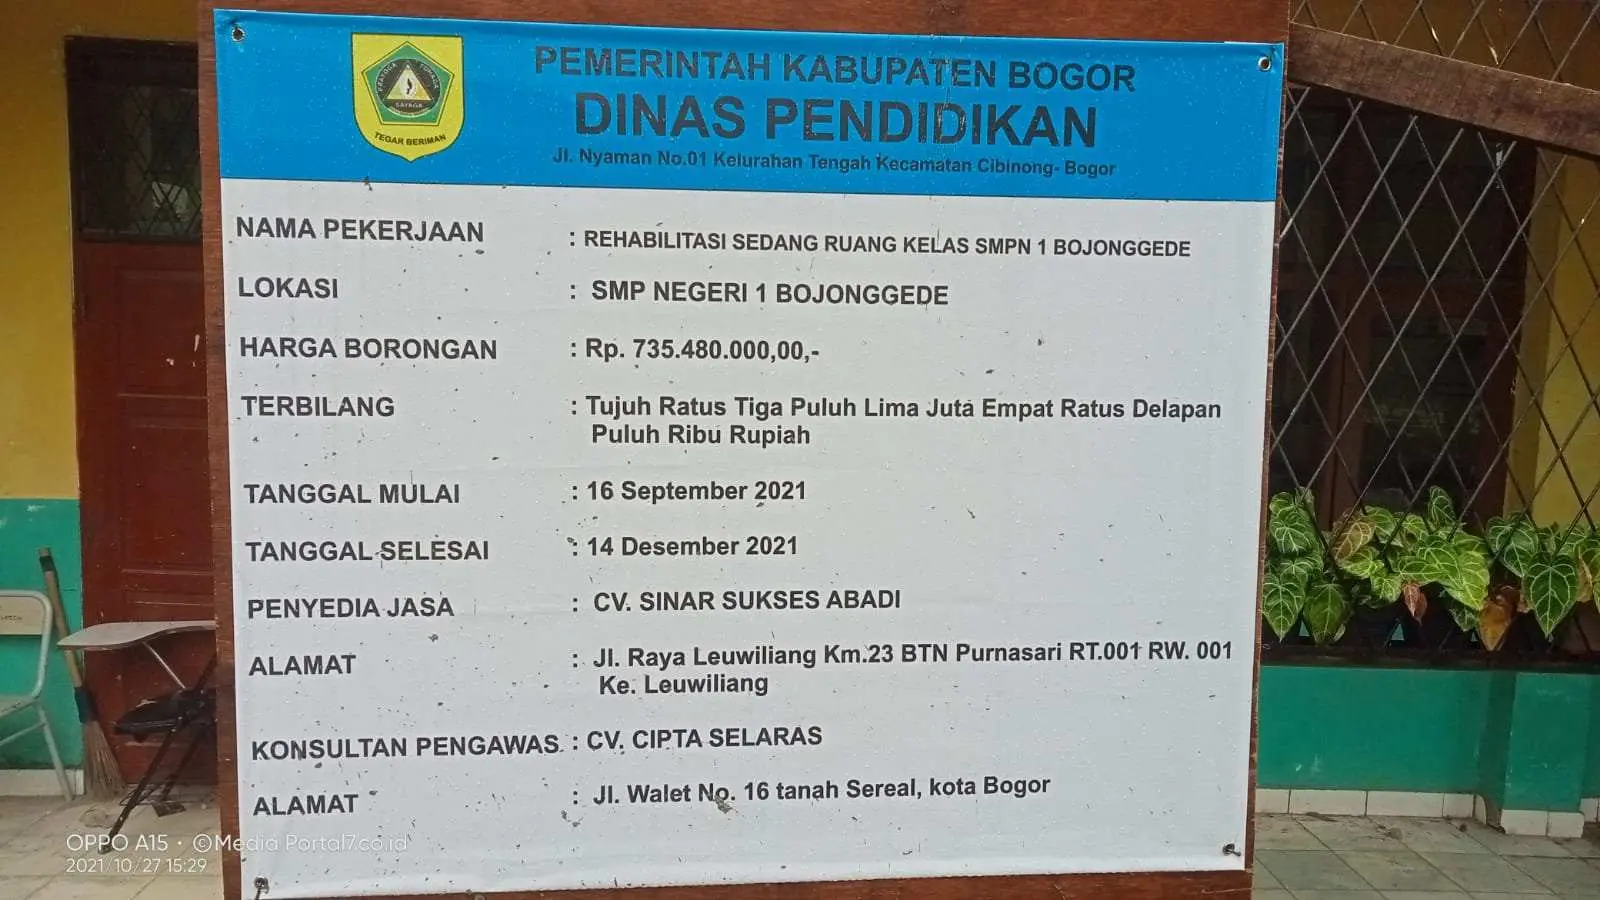 PRAYOGA TOHAGA
SAYAGA
TEGAR BERIMAN
PEMERINTAH KABUPATEN BOGOR
DINAS PENDIDIKAN
Jl. Nyaman No.01 Kelurahan Tengah Kecamatan Cibinong- Bogor
NAMA PEKERJAAN : REHABILITASI SEDANG RUANG KELAS SMPN 1 BOJONGGEDE
LOKASI : SMP NEGERI 1 BOJONGGEDE
HARGA BORONGAN : Rp. 735.480.000,00,-
TERBILANG : Tujuh Ratus Tiga Puluh Lima Juta Empat Ratus Delapan
Puluh Ribu Rupiah
TANGGAL MULAI : 16 September 2021
TANGGAL SELESAI : 14 Desember 2021
PENYEDIA JASA : CV. SINAR SUKSES ABADI
ALAMAT : Jl. Raya Leuwiliang Km.23 BTN Purnasari RT.001 RW. 001
Ke. Leuwiliang
KONSULTAN PENGAWAS : CV. CIPTA SELARAS
ALAMAT : Jl. Walet No. 16 tanah Sereal, kota Bogor
OPPO A15 · ©Media Portal7.co.id
2021/10/27 15:29